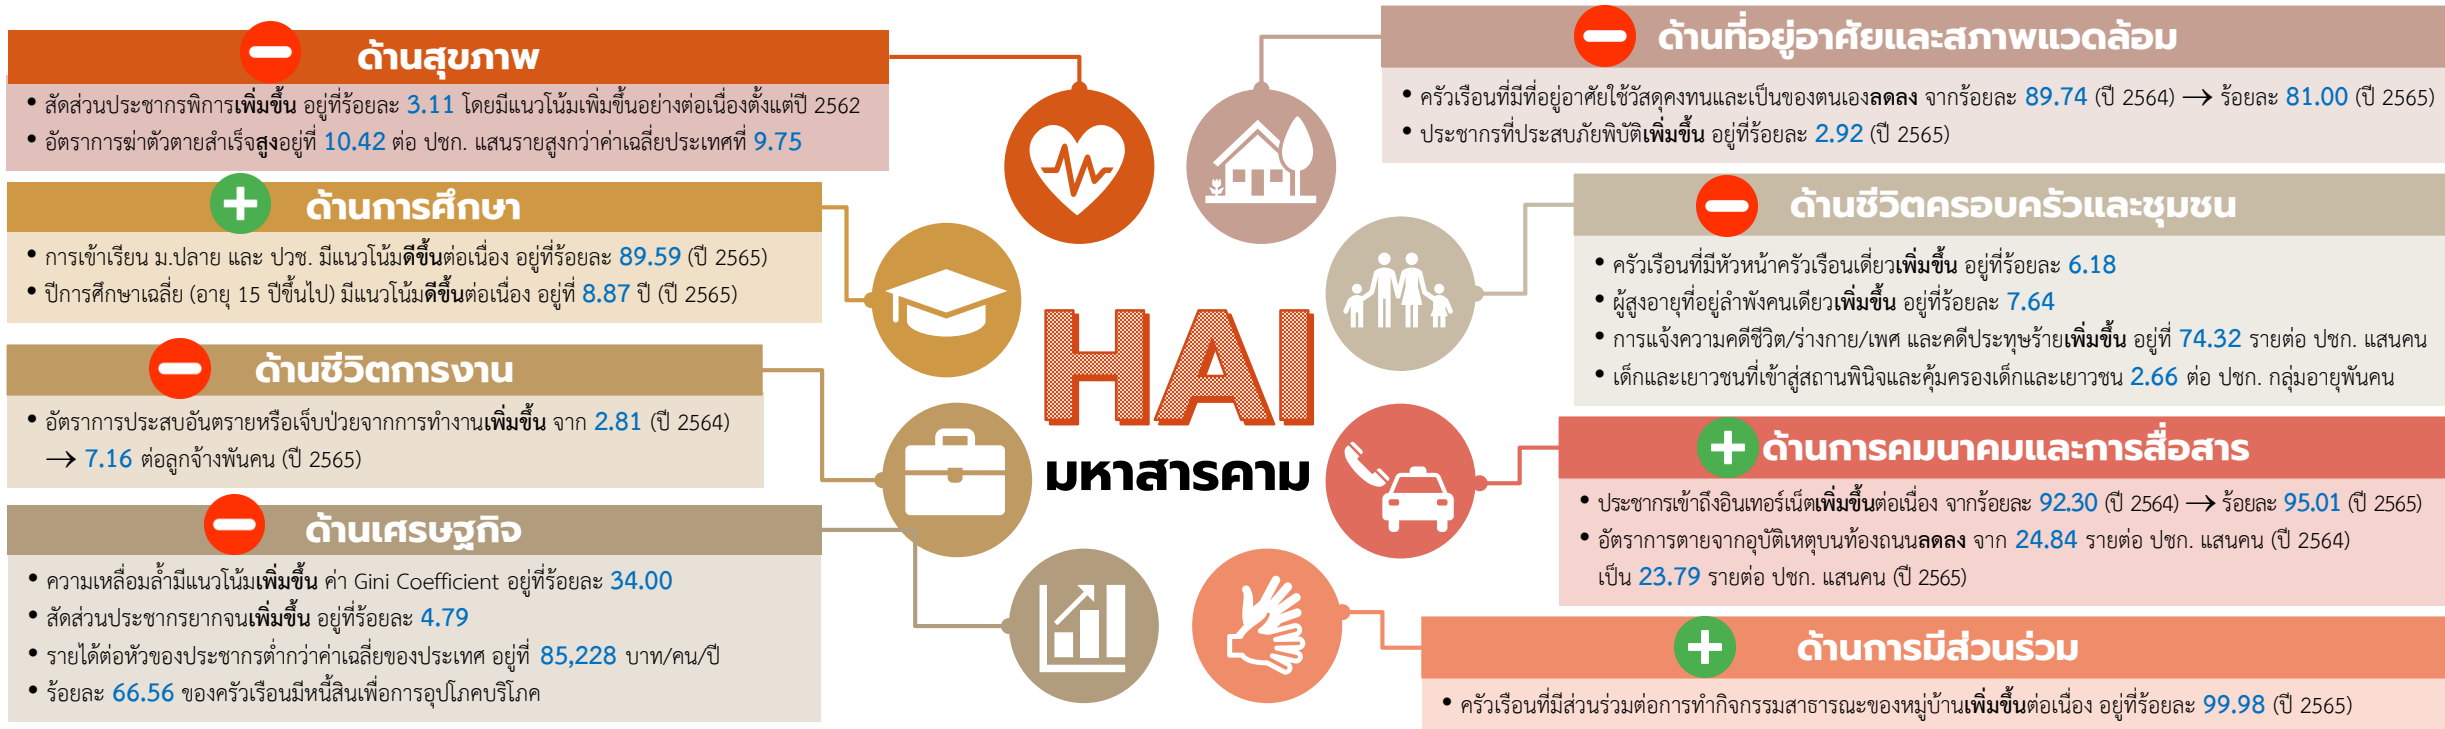 ด้านสุขภาพ
• สัดส่วนประชากรพิการเพิ่มขึ้น อยู่ที่ร้อยละ 3.11 โดยมีแนวโน้มเพิ่มขึ้นอย่างต่อเนื่องตั้งแต่ปี 2562
• อัตราการฆ่าตัวตายสำเร็จสูงอยู่ที่ 10.42 ต่อ ปชก. แสนรายสูงกว่าค่าเฉลี่ยประเทศที่ 9.75
ด้านการศึกษา
• การเข้าเรียน ม.ปลาย และ ปวช. มีแนวโน้มดีขึ้นต่อเนื่อง อยู่ที่ร้อยละ 89.59 (ปี 2565)
• ปีการศึกษาเฉลี่ย (อายุ 15 ปีขึ้นไป) มีแนวโน้มดีขึ้นต่อเนื่อง อยู่ที่ 8.87 ปี (ปี 2565)
ด้านชีวิตการงาน
• อัตราการประสบอันตรายหรือเจ็บป่วยจากการทำงานเพิ่มขึ้น จาก 2.81 (ปี 2564)
→ 7.16 ต่อลูกจ้างพันคน (ปี 2565)
ด้านเศรษฐกิจ
• ความเหลื่อมล้ำมีแนวโน้มเพิ่มขึ้น ค่า Gini Coefficient อยู่ที่ร้อยละ 34.00
• สัดส่วนประชากรยากจนเพิ่มขึ้น อยู่ที่ร้อยละ 4.79
• รายได้ต่อหัวของประชากรต่ำกว่าค่าเฉลี่ยของประเทศ อยู่ที่ 85,228 บาท/คน/ปี
• ร้อยละ 66.56 ของครัวเรือนมีหนี้สินเพื่อการอุปโภคบริโภค
HAI
มหาสารคาม
ด้านที่อยู่อาศัยและสภาพแวดล้อม
• ครัวเรือนที่มีที่อยู่อาศัยใช้วัสดุคงทนและเป็นของตนเองลดลง จากร้อยละ 89.74 (ปี 2564) → ร้อยละ 81.00 (ปี 2565)
• ประชากรที่ประสบภัยพิบัติเพิ่มขึ้น อยู่ที่ร้อยละ 2.92 (ปี 2565)
ด้านชีวิตครอบครัวและชุมชน
• ครัวเรือนที่มีหัวหน้าครัวเรือนเดี่ยวเพิ่มขึ้น อยู่ที่ร้อยละ 6.18
• ผู้สูงอายุที่อยู่ลำพังคนเดียวเพิ่มขึ้น อยู่ที่ร้อยละ 7.64
• การแจ้งความคดีชีวิต/ร่างกาย/เพศ และคดีประทุษร้ายเพิ่มขึ้น อยู่ที่ 74.32 รายต่อ ปชก. แสนคน
• เด็กและเยาวชนที่เข้าสู่สถานพินิจและคุ้มครองเด็กและเยาวชน 2.66 ต่อ ปชก. กลุ่มอายุพันคน
ด้านการคมนาคมและการสื่อสาร
• ประชากรเข้าถึงอินเทอร์เน็ตเพิ่มขึ้นต่อเนื่อง จากร้อยละ 92.30 (ปี 2564) → ร้อยละ 95.01 (ปี 2565)
• อัตราการตายจากอุบัติเหตุบนท้องถนนลดลง จาก 24.84 รายต่อ ปชก. แสนคน (ปี 2564)
เป็น 23.79 รายต่อ ปชก. แสนคน (ปี 2565)
ด้านการมีส่วนร่วม
• ครัวเรือนที่มีส่วนร่วมต่อการทำกิจกรรมสาธารณะของหมู่บ้านเพิ่มขึ้นต่อเนื่อง อยู่ที่ร้อยละ 99.98 (ปี 2565)